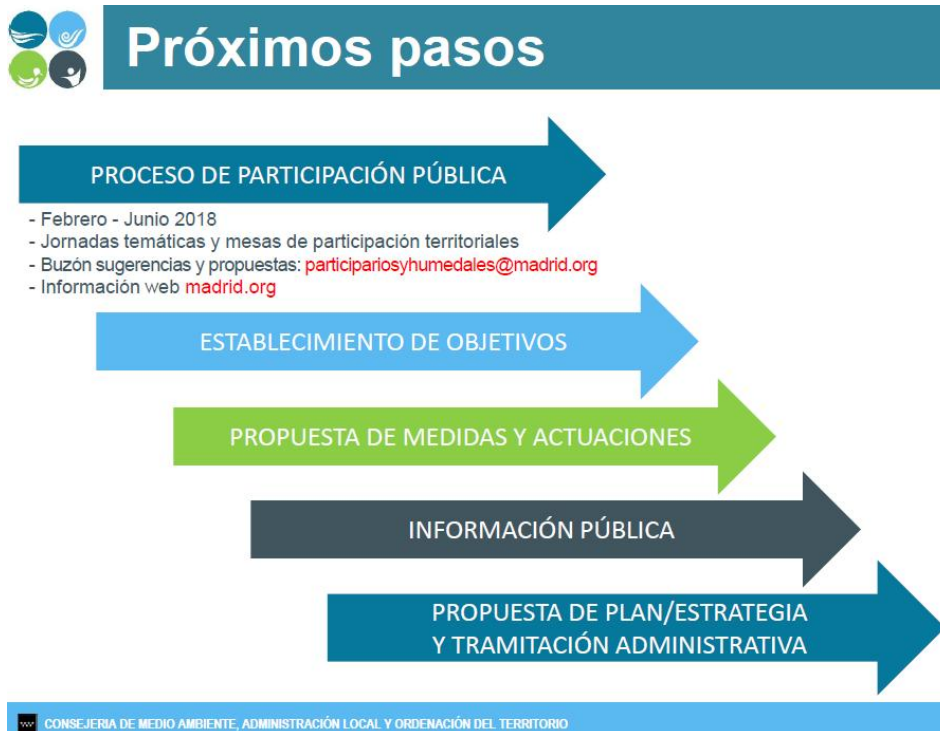 Próximos pasos
PROCESO DE PARTICIPACIÓN PÚBLICA
- Febrero - Junio 2018
- Jornadas temáticas y mesas de participación territoriales
- Buzón sugerencias y propuestas: participariosyhumedales@madrid.org
- Información web madrid.org
ESTABLECIMIENTO DE OBJETIVOS
PROPUESTA DE MEDIDAS Y ACTUACIONES
INFORMACIÓN PÚBLICA
PROPUESTA DE PLAN/ESTRATEGIA
Y TRAMITACIÓN ADMINISTRATIVA
CONSEJERIA DE MEDIO AMBIENTE, ADMINISTRACIÓN LOCAL Y ORDENACIÓN DEL TERRITORIO